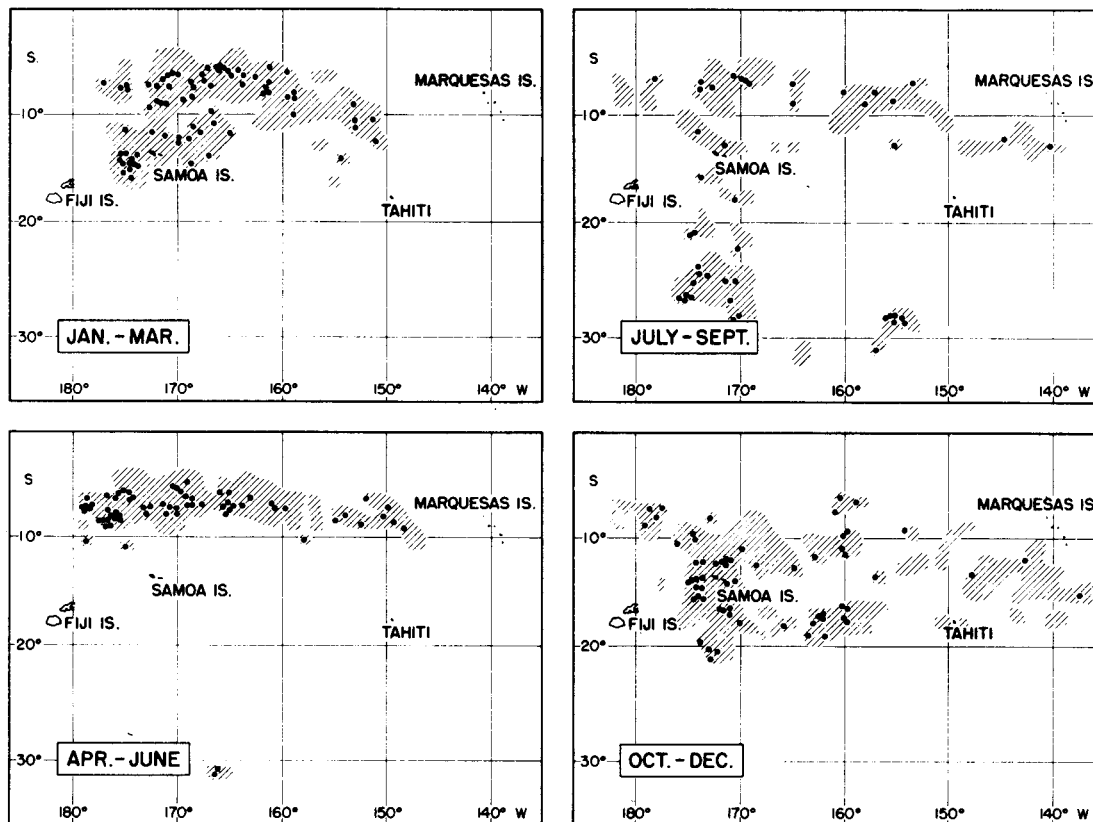 S.
MARQUESAS IS.
10°
SAMOA IS.
FIJI IS.
TAHITI
20°
30°
JAN. - MAR.
180° 170° 160° 150° 140° W
S.
MARQUESAS IS.
10°
SAMOA IS.
FIJI IS.
TAHITI
20°
30°
JULY - SEPT.
180° 170° 160° 150° 140° W
S
MARQUESAS IS.
10°
SAMOA IS.
FIJI IS.
TAHITI
20°
30°
APR. - JUNE
180° 170° 160° 150° 140° W
S
MARQUESAS IS.
10°
SAMOA IS.
FIJI IS.
TAHITI
20°
30°
OCT. - DEC.
180° 170° 160° 150° 140° W